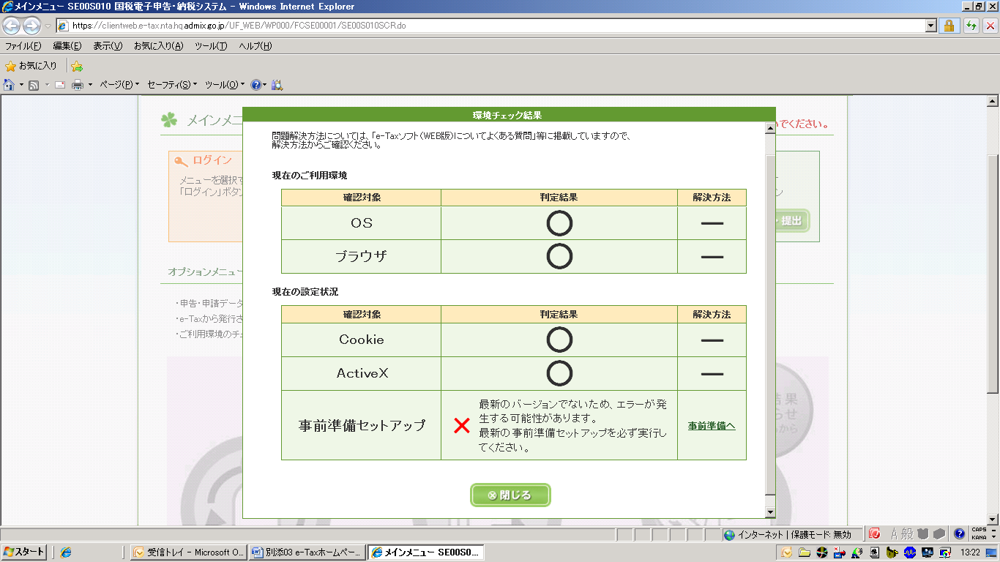 メインメニュー SE00S010 国税電子申告・納税システム - Windows Internet Explorer
https://clientweb.e-tax.nta.hq.admix.go.jp/UF_WEB/WP000/FCSE00001/SE00S010SCR.do
ファイル(F) 編集(E) 表示(V) お気に入り(A) ツール(T) ヘルプ(H)
お気に入り
ページ(P) セーフティ(S) ツール(O)
メインメニ
いでください。
環境チェック結果
問題解決方法については、「e-Taxソフト(WEB版)についてよくある質問」等に掲載していますので、
解決方法からご確認ください。
ログイン
メニューを選択す
「ログイン」ボタン
ン
・提出
現在のご利用環境
確認対象 判定結果 解決方法
OS ○ ―
ブラウザ ○ ―
オプションメニュー
・申告・申請データ
・e-Taxから発行さ
・ご利用環境のチェ
現在の設定状況
確認対象 判定結果 解決方法
Cookie ○ ―
ActiveX ○ ―
事前準備セットアップ
最新のバージョンでないため、エラーが発
生する可能性があります。
最新の事前準備セットアップを必ず実行し
てください。
事前準備へ
結果
らせ
から
閉じる
インターネット | 保護モード: 無効
A 般
CAPS
KANA
スタート
受信トレイ - Microsoft O...
別添03 e-Taxホームペー...
メインメニュー SE00S0...
13:22